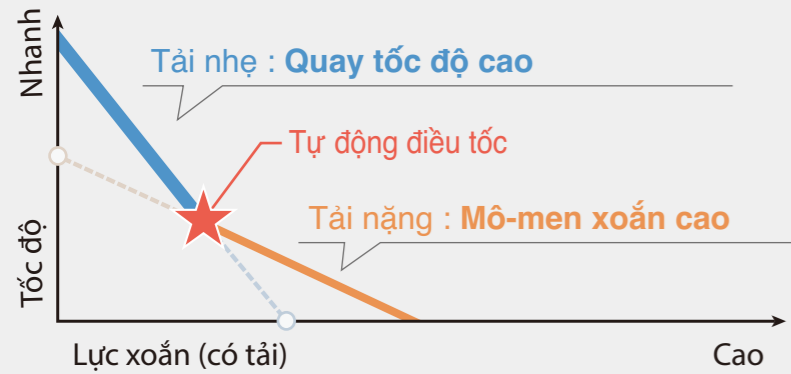 Nhanh
Tải nhẹ : Quay tốc độ cao
Tự động điều tốc
Tải nặng : Mô-men xoắn cao
Tốc độ
Lực xoắn (có tải)
Cao